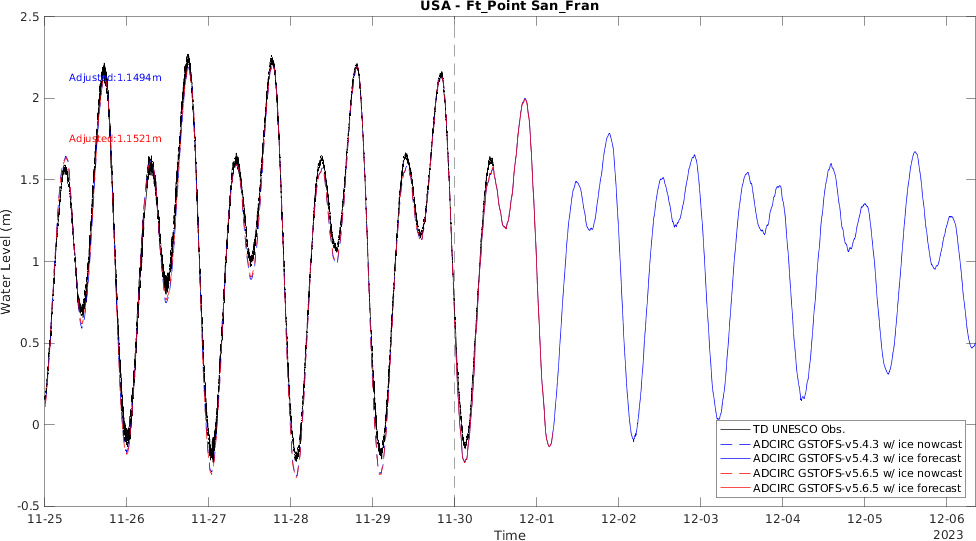 USA - Ft_Point San_Fran
2.5
2
1.5
1
0.5
0
-0.5
Water Level (m)
Adjusted:1.1494m
Adjusted:1.1521m
TD UNESCO Obs.
ADCIRC GSTOFS-v5.4.3 w/ ice nowcast
ADCIRC GSTOFS-v5.4.3 w/ ice forecast
ADCIRC GSTOFS-v5.6.5 w/ ice nowcast
ADCIRC GSTOFS-v5.6.5 w/ ice forecast
11-25 11-26 11-27 11-28 11-29 11-30 12-01 12-02 12-03 12-04 12-05 12-06
2023
Time